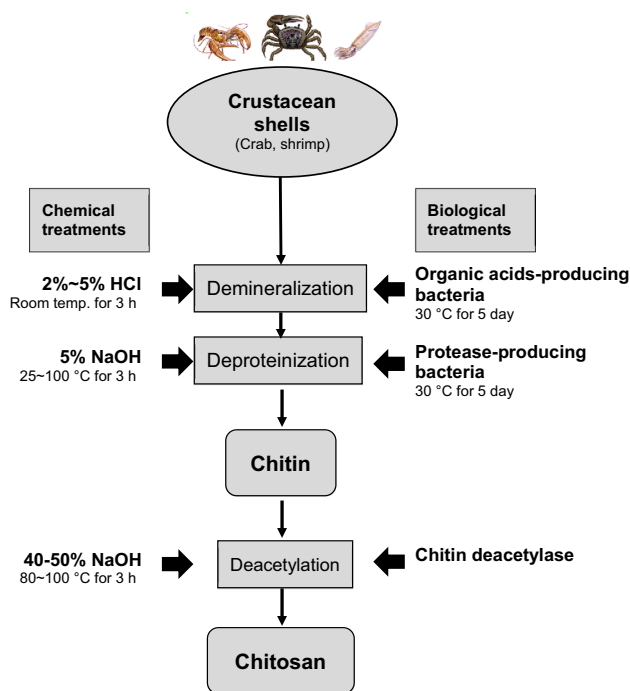 Crustacean
shells
(Crab, shrimp)
Chemical
treatments
Biological
treatments
2%~5% HCl
Room temp. for 3 h
Demineralization
Organic acids-producing
bacteria
30 °C for 5 day
5% NaOH
25~100 °C for 3 h
Deproteinization
Protease-producing
bacteria
30 °C for 5 day
Chitin
40-50% NaOH
80~100 °C for 3 h
Deacetylation
Chitin deacetylase
Chitosan